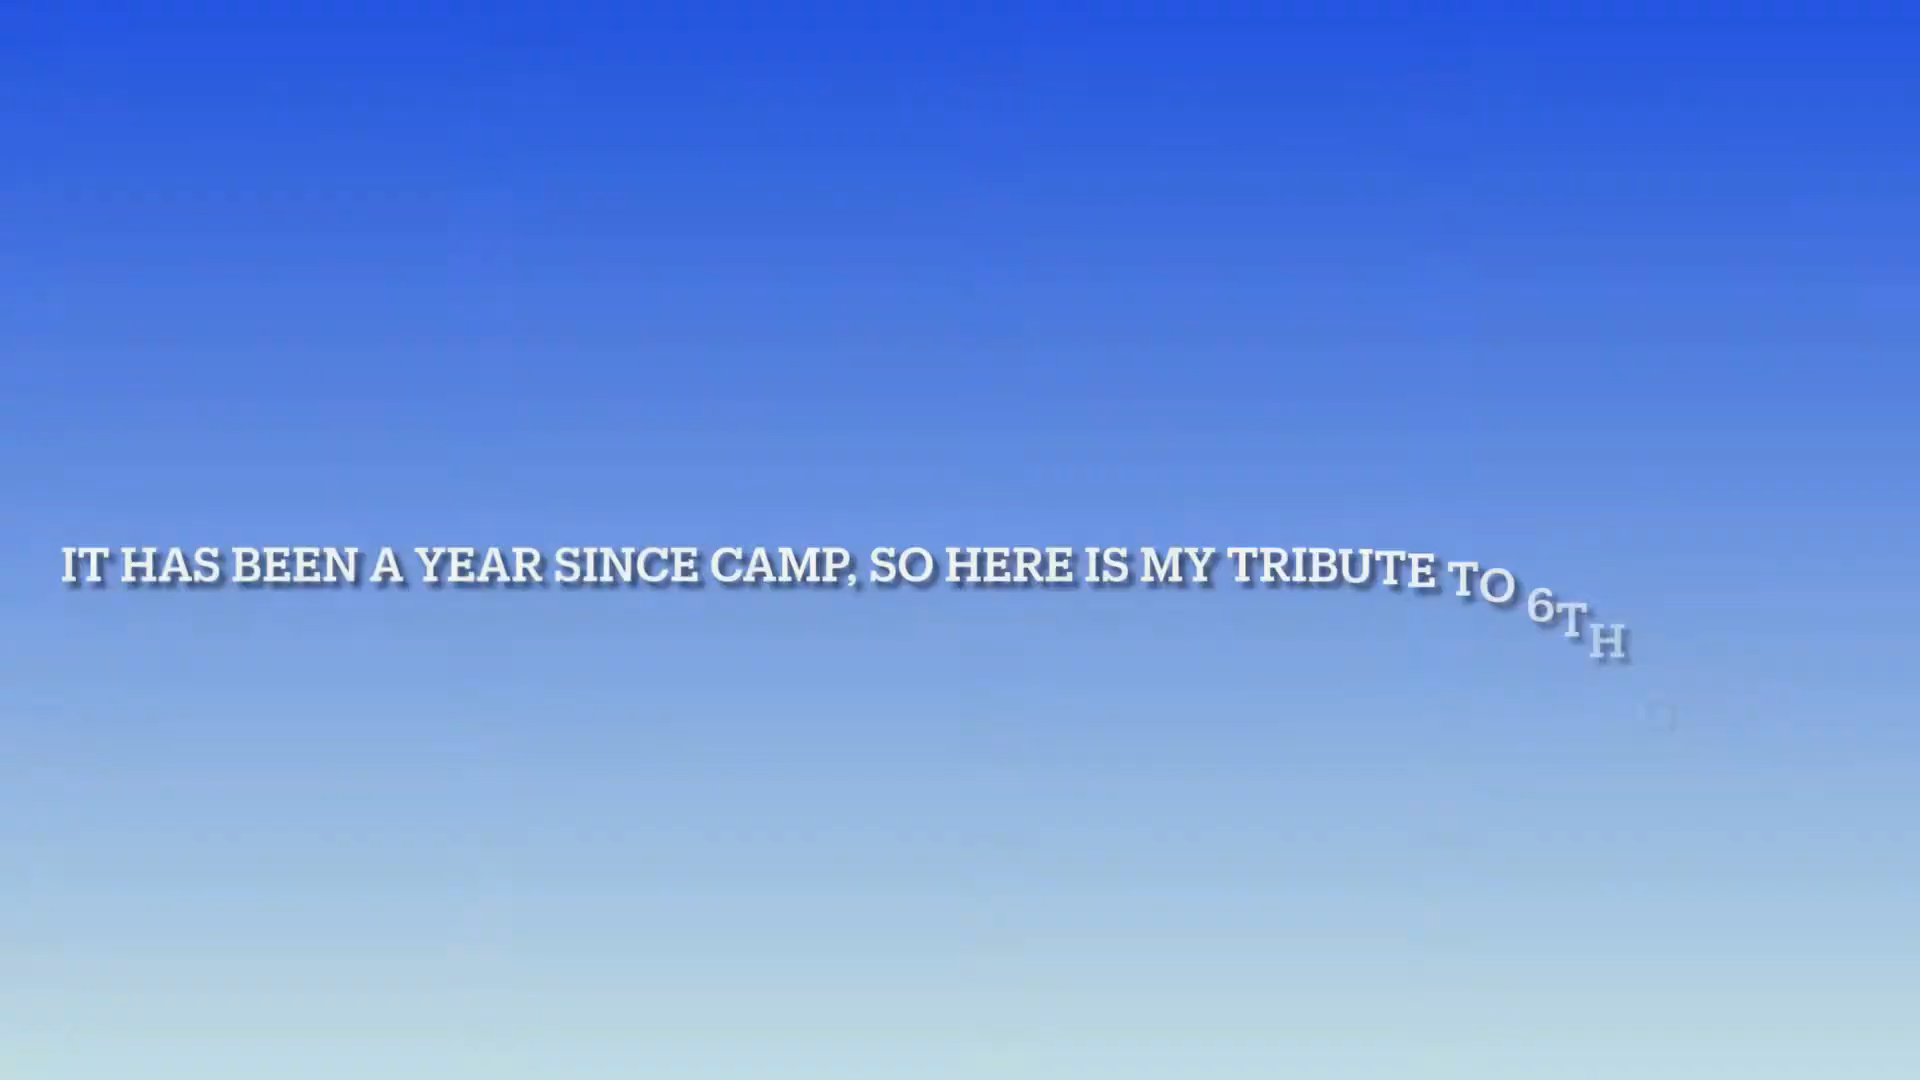 IT HAS BEEN A YEAR SINCE CAMP, SO HERE IS MY TRIBUTE TO 6TH